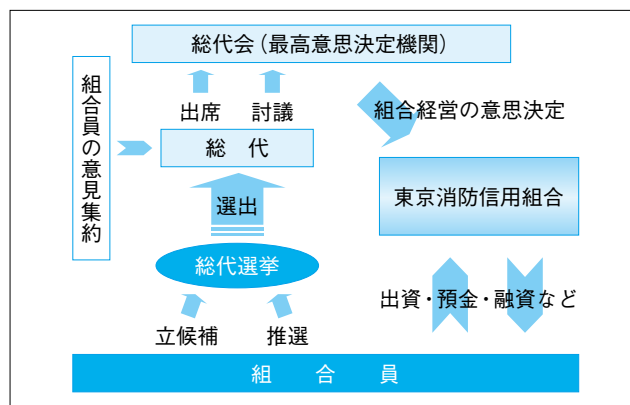 総代会（最高意思決定機関）
組合員の意見集約
出席
討議
組合経営の意思決定
総　代
東京消防信用組合
選出
総代選挙
出資・預金・融資など
立候補
推選
組　合　員